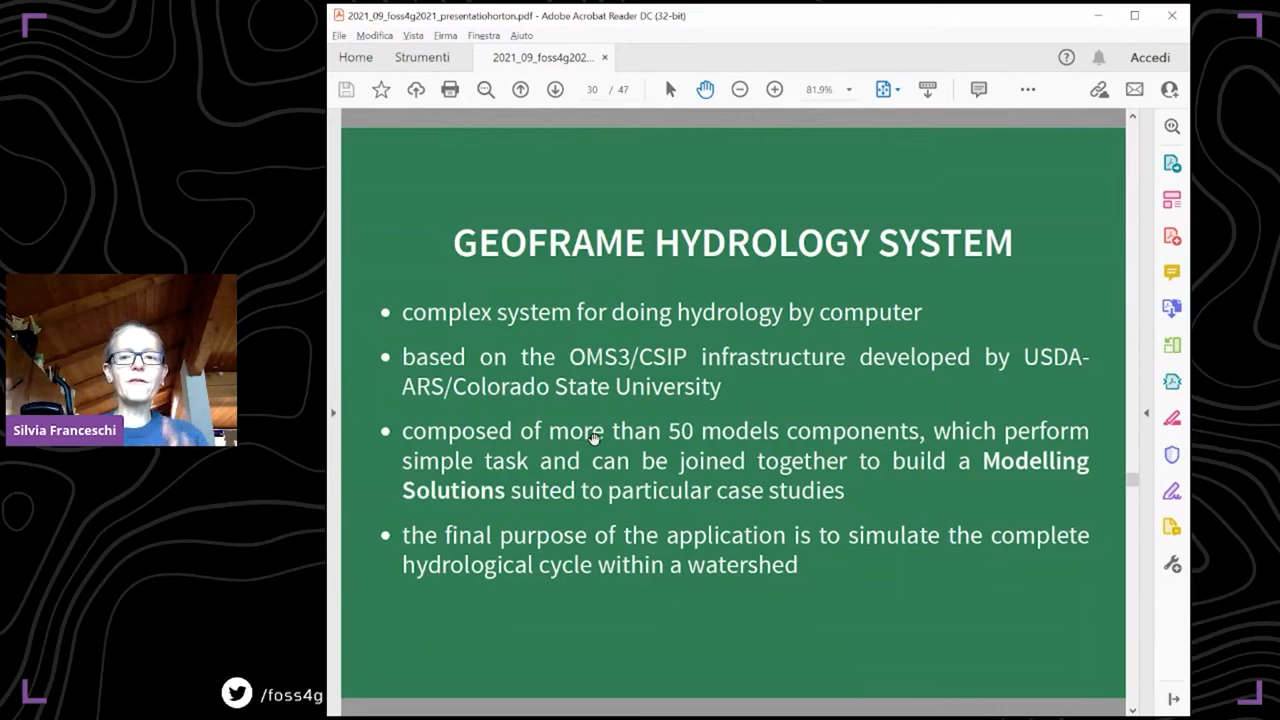 2021_09_foss4g2021_presentatiohorton.pdf - Adobe Acrobat Reader DC (32-bit)
File Modifica Vista Firma Finestra Aiuto
Home Strumenti 2021_09_foss4g202... × Accedi
30 / 47 81.9%
GEOFRAME HYDROLOGY SYSTEM
• complex system for doing hydrology by computer
• based on the OMS3/CSIP infrastructure developed by USDA-
ARS/Colorado State University
• composed of more than 50 models components, which perform
simple task and can be joined together to build a Modelling
Solutions suited to particular case studies
• the final purpose of the application is to simulate the complete
hydrological cycle within a watershed
Silvia Franceschi
/foss4g